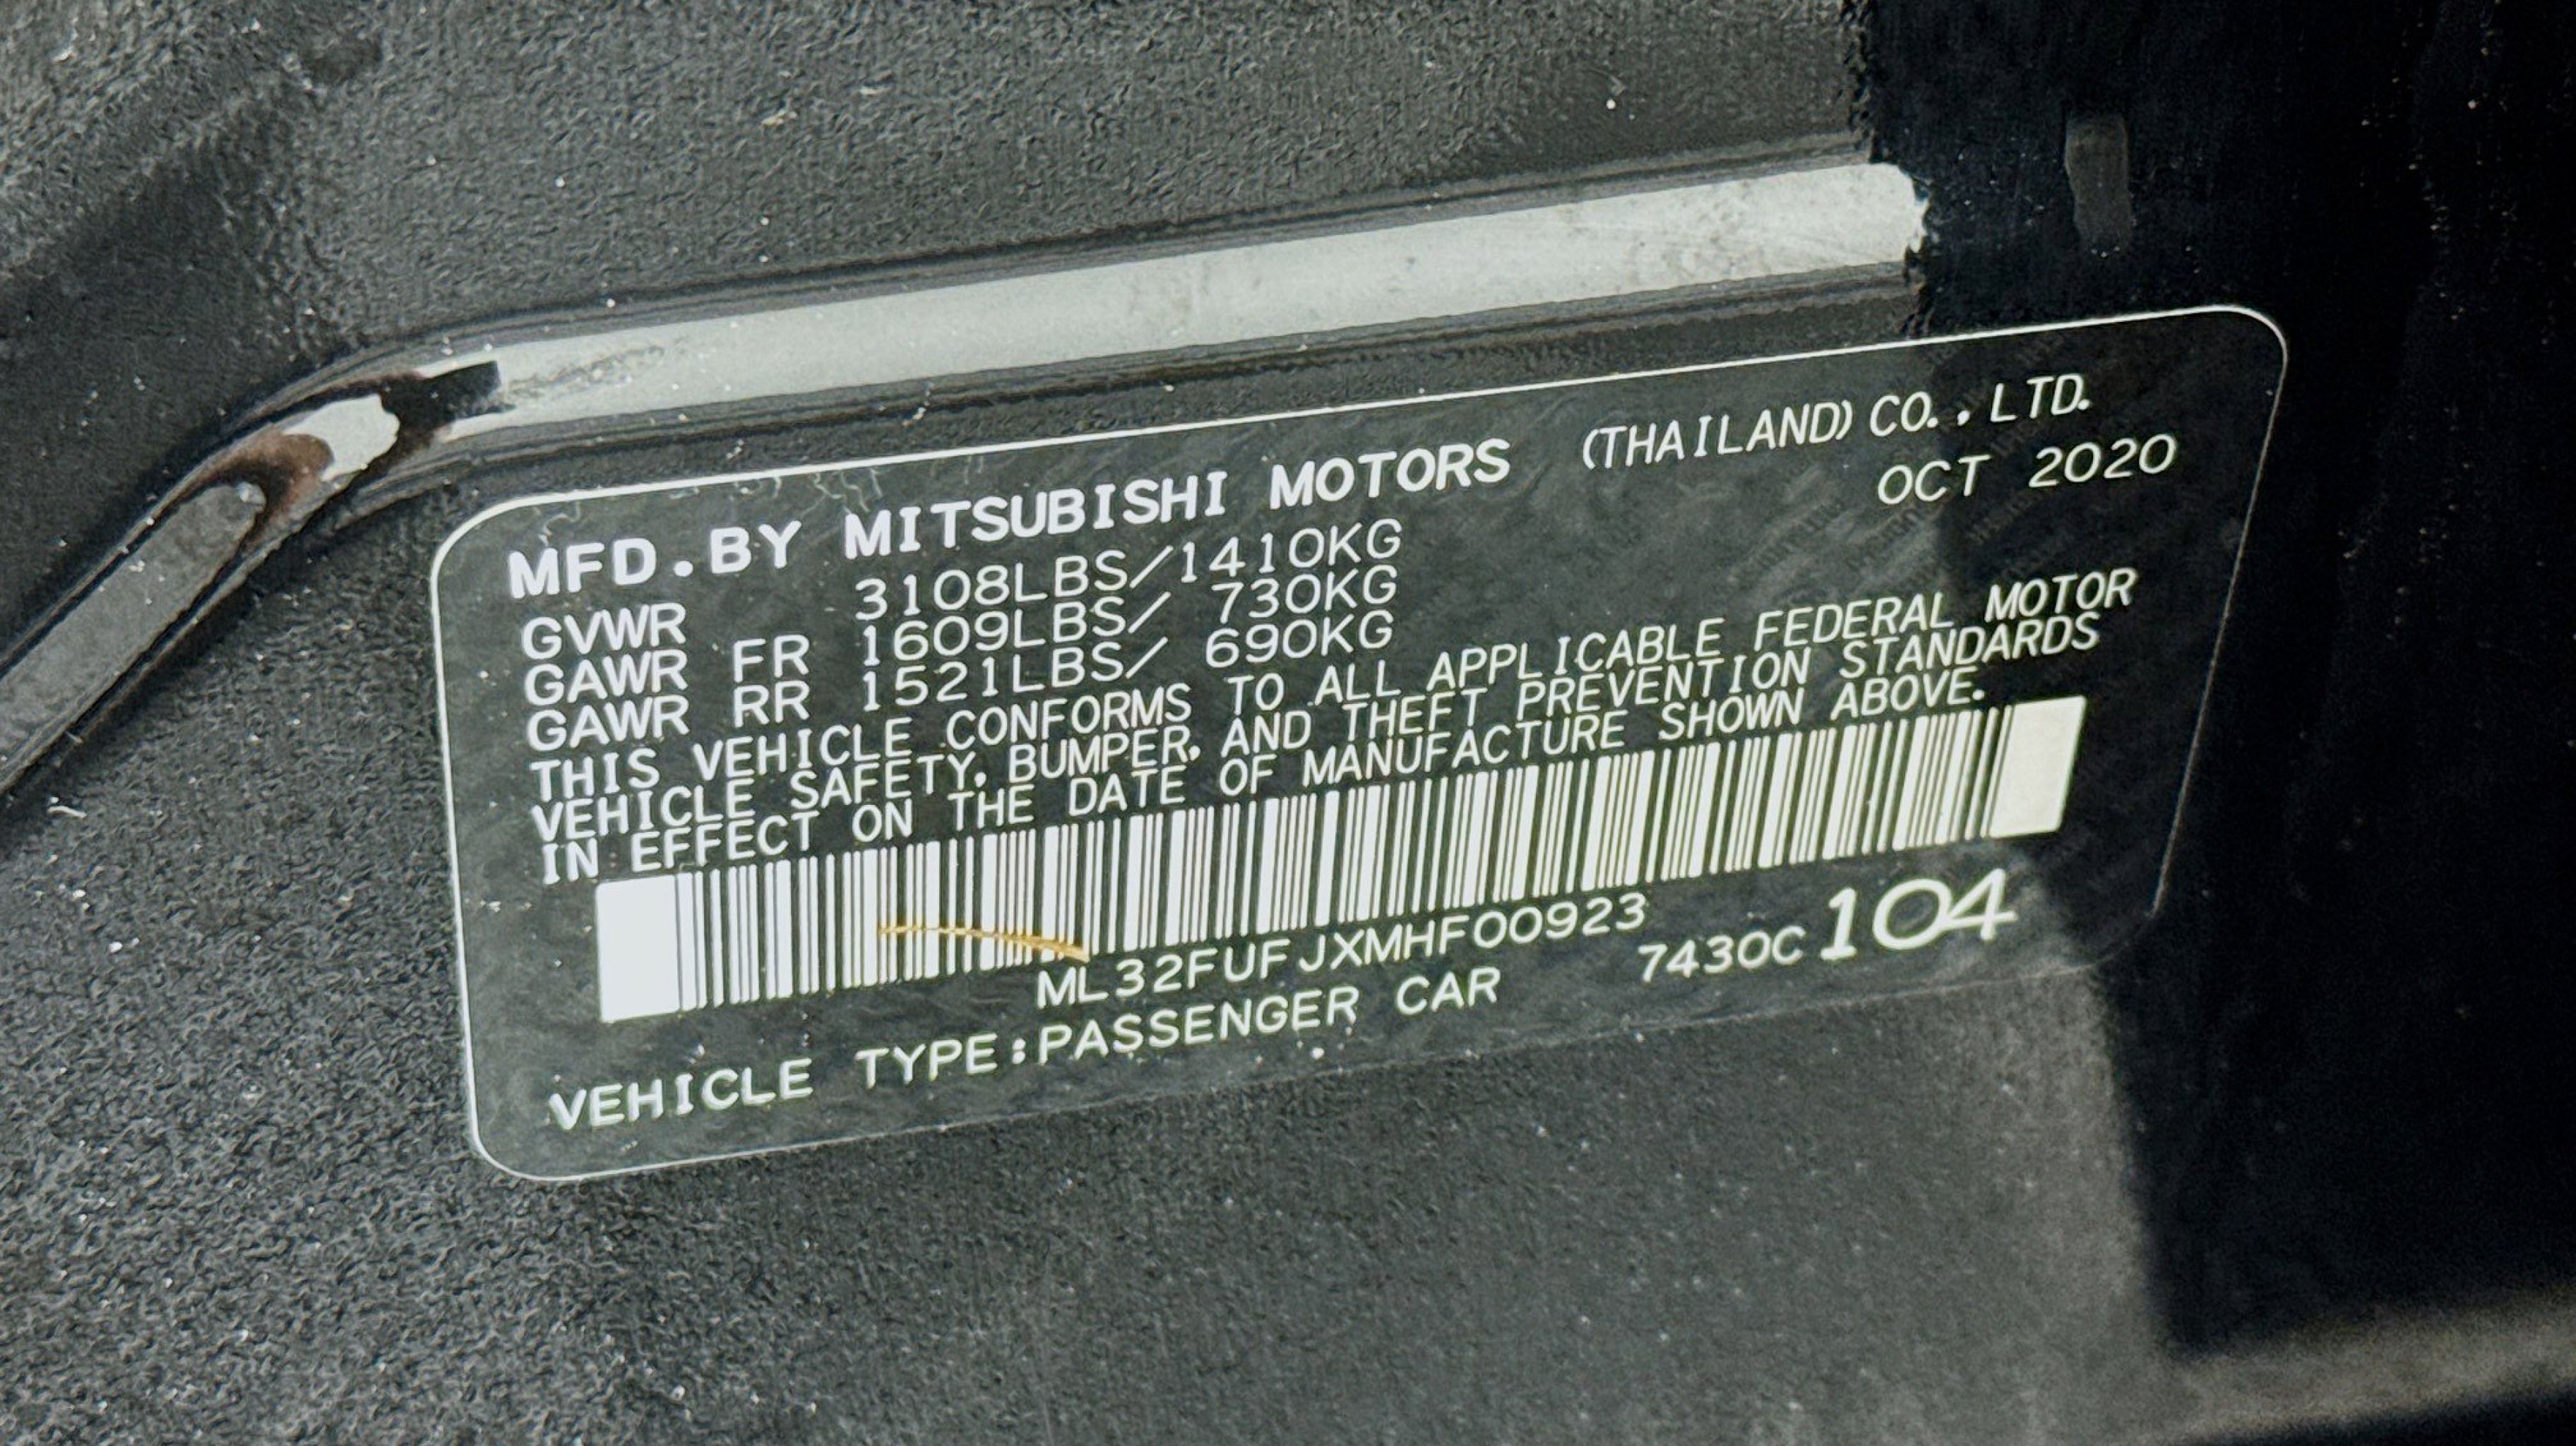 MFD.BY MITSUBISHI MOTORS (THAILAND) CO.,LTD.
OCT 2020
GVWR 3108LBS/1410KG
GAWR FR 1609LBS/ 730KG
GAWR RR 1521LBS/ 690KG
THIS VEHICLE CONFORMS TO ALL APPLICABLE FEDERAL MOTOR
VEHICLE SAFETY, BUMPER, AND THEFT PREVENTION STANDARDS
IN EFFECT ON THE DATE OF MANUFACTURE SHOWN ABOVE.
ML32FUFJXMHF00923
7430C104
VEHICLE TYPE:PASSENGER CAR